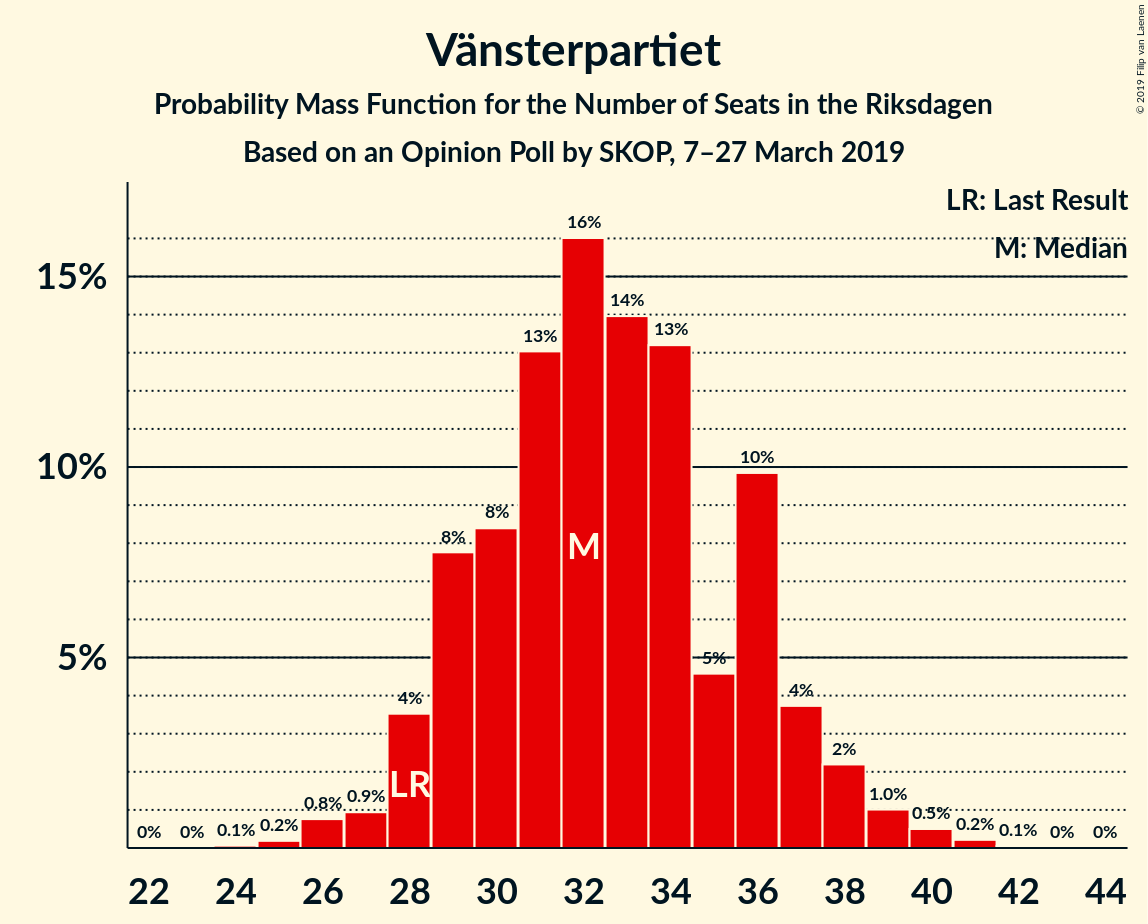 Vänsterpartiet
Probability Mass Function for the Number of Seats in the Riksdagen
Based on an Opinion Poll by SKOP, 7–27 March 2019
© 2019 Filip van Laenen
LR: Last Result
M: Median
15%
10%
5%
0%
0%
0.1%
0.2%
0.8%
0.9%
4%
8%
8%
13%
16%
14%
13%
5%
10%
4%
2%
1.0%
0.5%
0.2%
0.1%
0%
0%
LR
M
22 24 26 28 30 32 34 36 38 40 42 44